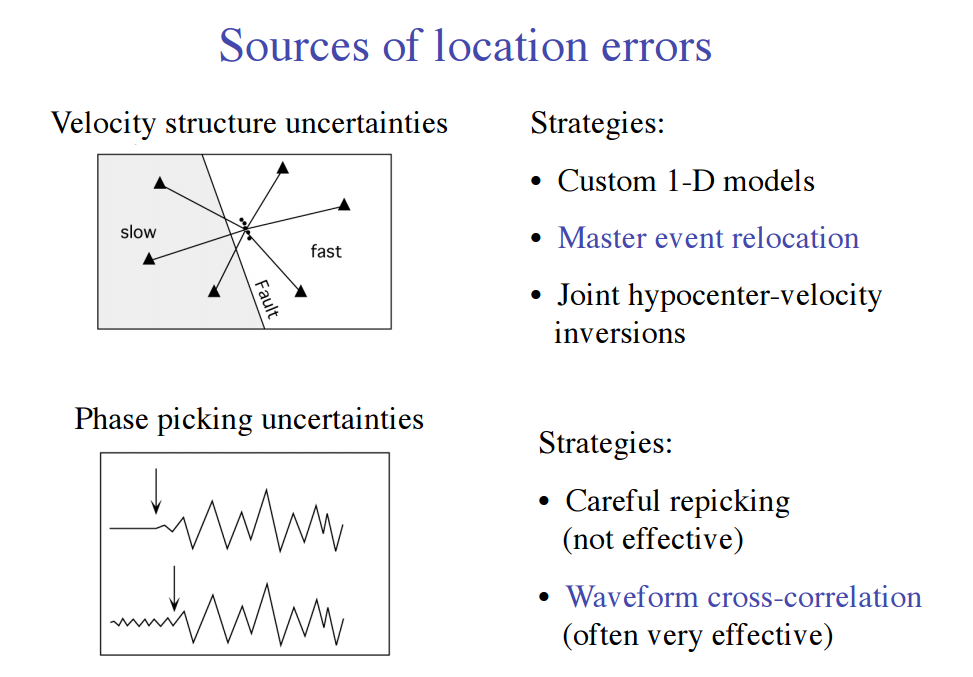 Sources of location errors
Velocity structure uncertainties
slow
fast
Fault
Strategies:
• Custom 1-D models
• Master event relocation
• Joint hypocenter-velocity
inversions
Phase picking uncertainties
Strategies:
• Careful repicking
(not effective)
• Waveform cross-correlation
(often very effective)